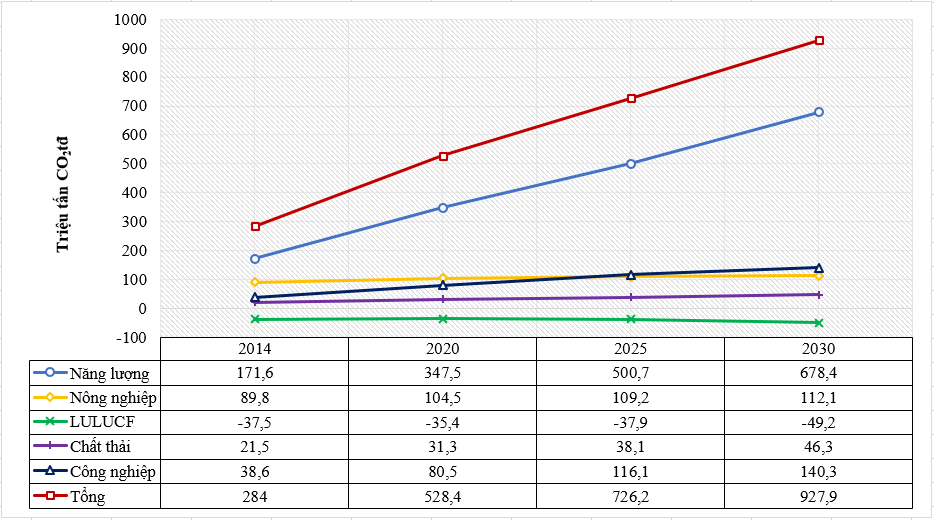 1000
900
800
700
600
500
400
300
200
100
0
-100
Triệu tấn CO₂tđ
2014 2020 2025 2030
Năng lượng 171,6 347,5 500,7 678,4
Nông nghiệp 89,8 104,5 109,2 112,1
LULUCF -37,5 -35,4 -37,9 -49,2
Chất thải 21,5 31,3 38,1 46,3
Công nghiệp 38,6 80,5 116,1 140,3
Tổng 284 528,4 726,2 927,9